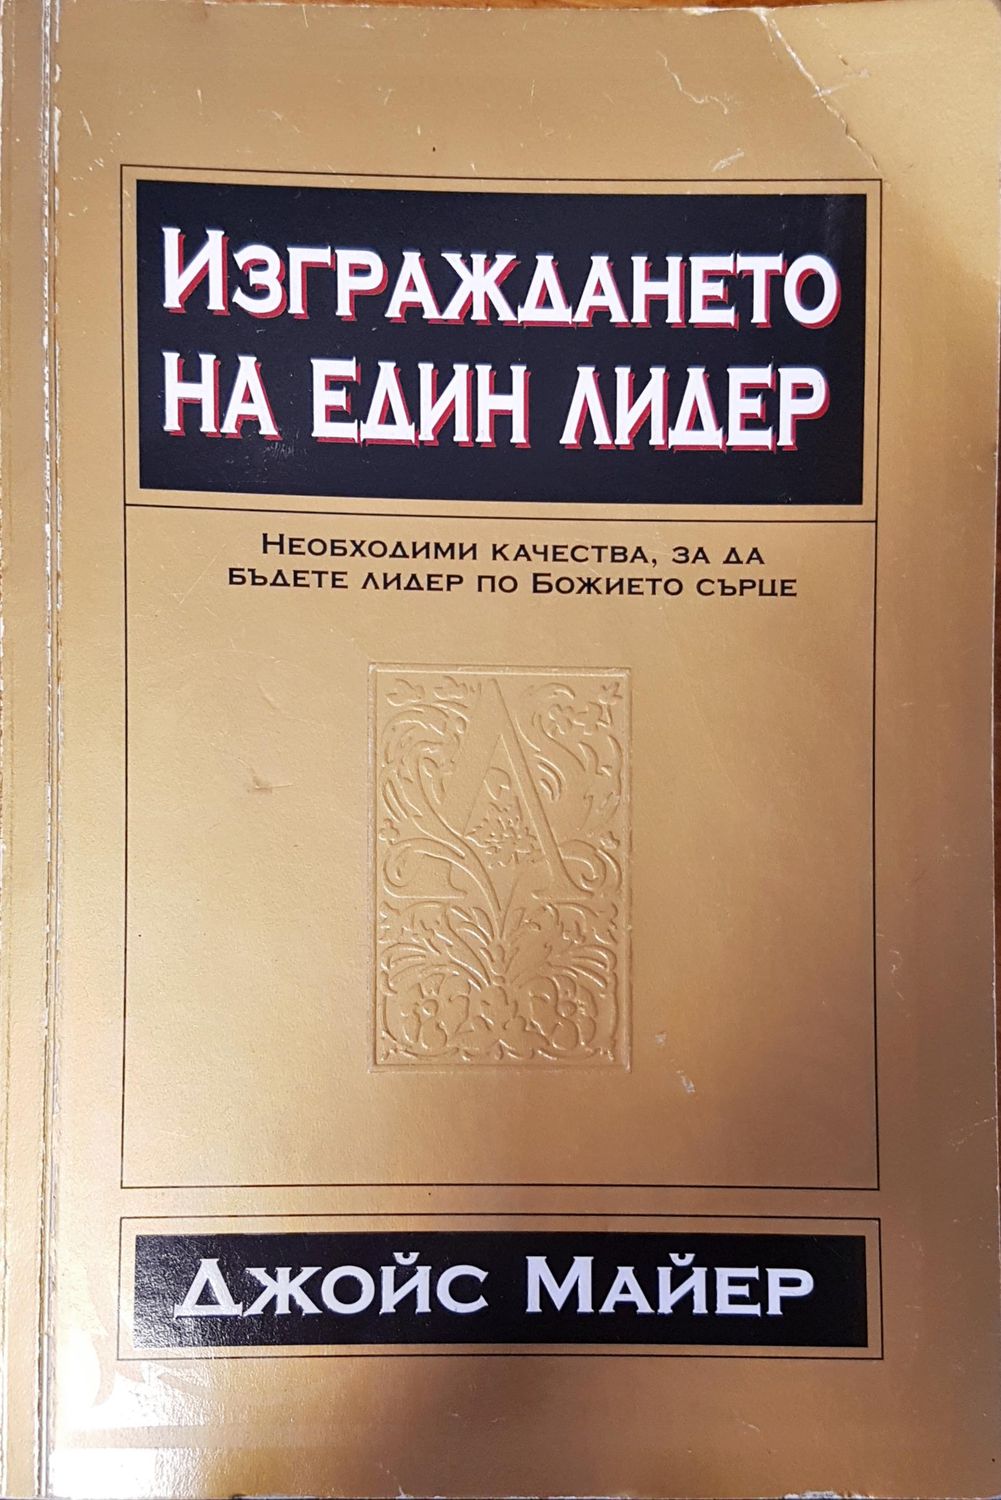 Изграждането
на един лидер
Необходими качества, за да
бъдете лидер по Божието сърце
Джойс Майер